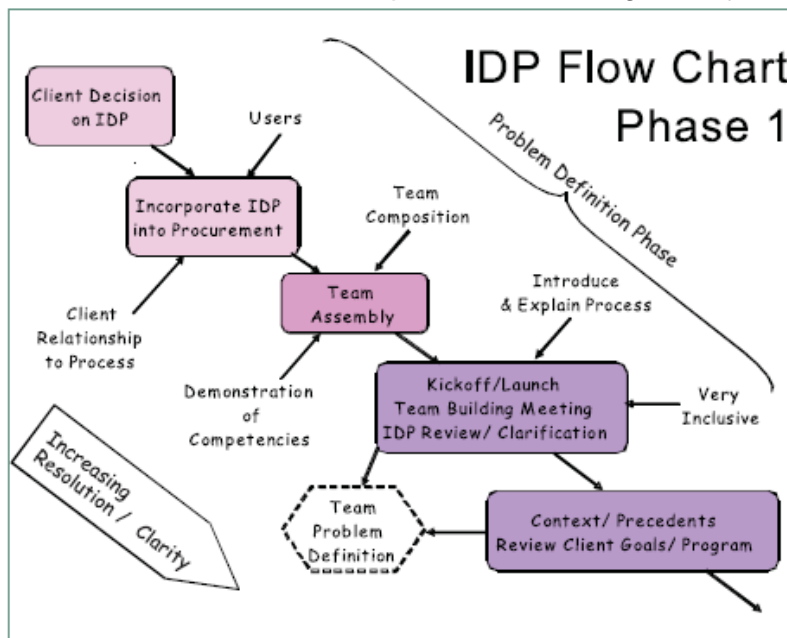 IDP Flow Chart
Phase 1
Client Decision
on IDP
Users
Problem Definition Phase
Incorporate IDP
into Procurement
Team
Composition
Client
Relationship
to Process
Team
Assembly
Introduce
& Explain Process
Demonstration
of
Competencies
Kickoff/Launch
Team Building Meeting
IDP Review/ Clarification
Very
Inclusive
Increasing
Resolution / Clarity
Team
Problem
Definition
Context/ Precedents
Review Client Goals/ Program